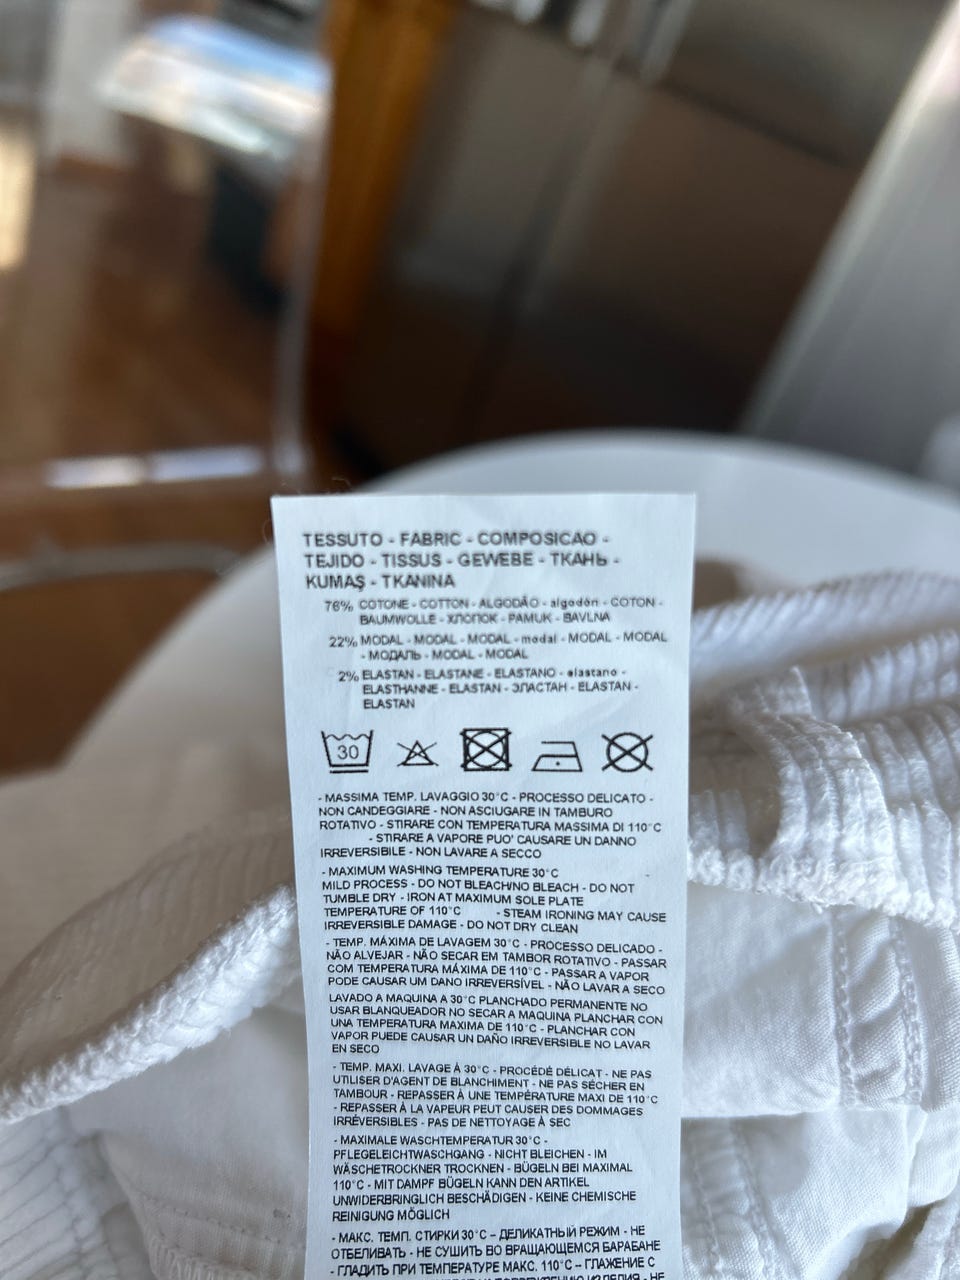 TESSUTO - FABRIC - COMPOSICAO -
TEJIDO - TISSUS - GEWEBE - ТКАНЬ -
KUMAŞ - TKANINA
76% COTONE - COTTON - ALGODÃO - algodón - COTON -
BAUMWOLLE - ХЛОПОК - PAMUK - BAVLNA
22% MODAL - MODAL - MODAL - modal - MODAL - MODAL
- МОДАЛЬ - MODAL - MODAL
2% ELASTAN - ELASTANE - ELASTANO - elastano -
ELASTHANNE - ELASTAN - ЭЛАСТАН - ELASTAN -
ELASTAN
30
- MASSIMA TEMP. LAVAGGIO 30°C - PROCESSO DELICATO -
NON CANDEGGIARE - NON ASCIUGARE IN TAMBURO
ROTATIVO - STIRARE CON TEMPERATURA MASSIMA DI 110°C
- STIRARE A VAPORE PUO' CAUSARE UN DANNO
IRREVERSIBILE - NON LAVARE A SECCO
- MAXIMUM WASHING TEMPERATURE 30°C
MILD PROCESS - DO NOT BLEACHNO BLEACH - DO NOT
TUMBLE DRY - IRON AT MAXIMUM SOLE PLATE
TEMPERATURE OF 110°C - STEAM IRONING MAY CAUSE
IRREVERSIBLE DAMAGE - DO NOT DRY CLEAN
- TEMP. MÁXIMA DE LAVAGEM 30°C - PROCESSO DELICADO -
NÃO ALVEJAR - NÃO SECAR EM TAMBOR ROTATIVO - PASSAR
COM TEMPERATURA MÁXIMA DE 110°C - PASSAR A VAPOR
PODE CAUSAR UM DANO IRREVERSÍVEL - NÃO LAVAR A SECO
LAVADO A MAQUINA A 30°C PLANCHADO PERMANENTE NO
USAR BLANQUEADOR NO SECAR A MAQUINA PLANCHAR CON
UNA TEMPERATURA MAXIMA DE 110°C - PLANCHAR CON
VAPOR PUEDE CAUSAR UN DAÑO IRREVERSIBLE NO LAVAR
EN SECO
- TEMP. MAXI. LAVAGE À 30°C - PROCÉDÉ DÉLICAT - NE PAS
UTILISER D'AGENT DE BLANCHIMENT - NE PAS SÉCHER EN
TAMBOUR - REPASSER À UNE TEMPÉRATURE MAXI DE 110°C
- REPASSER À LA VAPEUR PEUT CAUSER DES DOMMAGES
IRRÉVERSIBLES - PAS DE NETTOYAGE À SEC
- MAXIMALE WASCHTEMPERATUR 30°C -
PFLEGELEICHTWASCHGANG - NICHT BLEICHEN - IM
WÄSCHETROCKNER TROCKNEN - BÜGELN BEI MAXIMAL
110°C - MIT DAMPF BÜGELN KANN DEN ARTIKEL
UNWIDERBRINGLICH BESCHÄDIGEN - KEINE CHEMISCHE
REINIGUNG MÖGLICH
- МАКС. ТЕМП. СТИРКИ 30°C – ДЕЛИКАТНЫЙ РЕЖИМ - НЕ
ОТБЕЛИВАТЬ - НЕ СУШИТЬ ВО ВРАЩАЮЩЕМСЯ БАРАБАНЕ
- ГЛАДИТЬ ПРИ ТЕМПЕРАТУРЕ МАКС. 110°C – ГЛАЖЕНИЕ С
ИЗДЕЛИЯ - НЕ